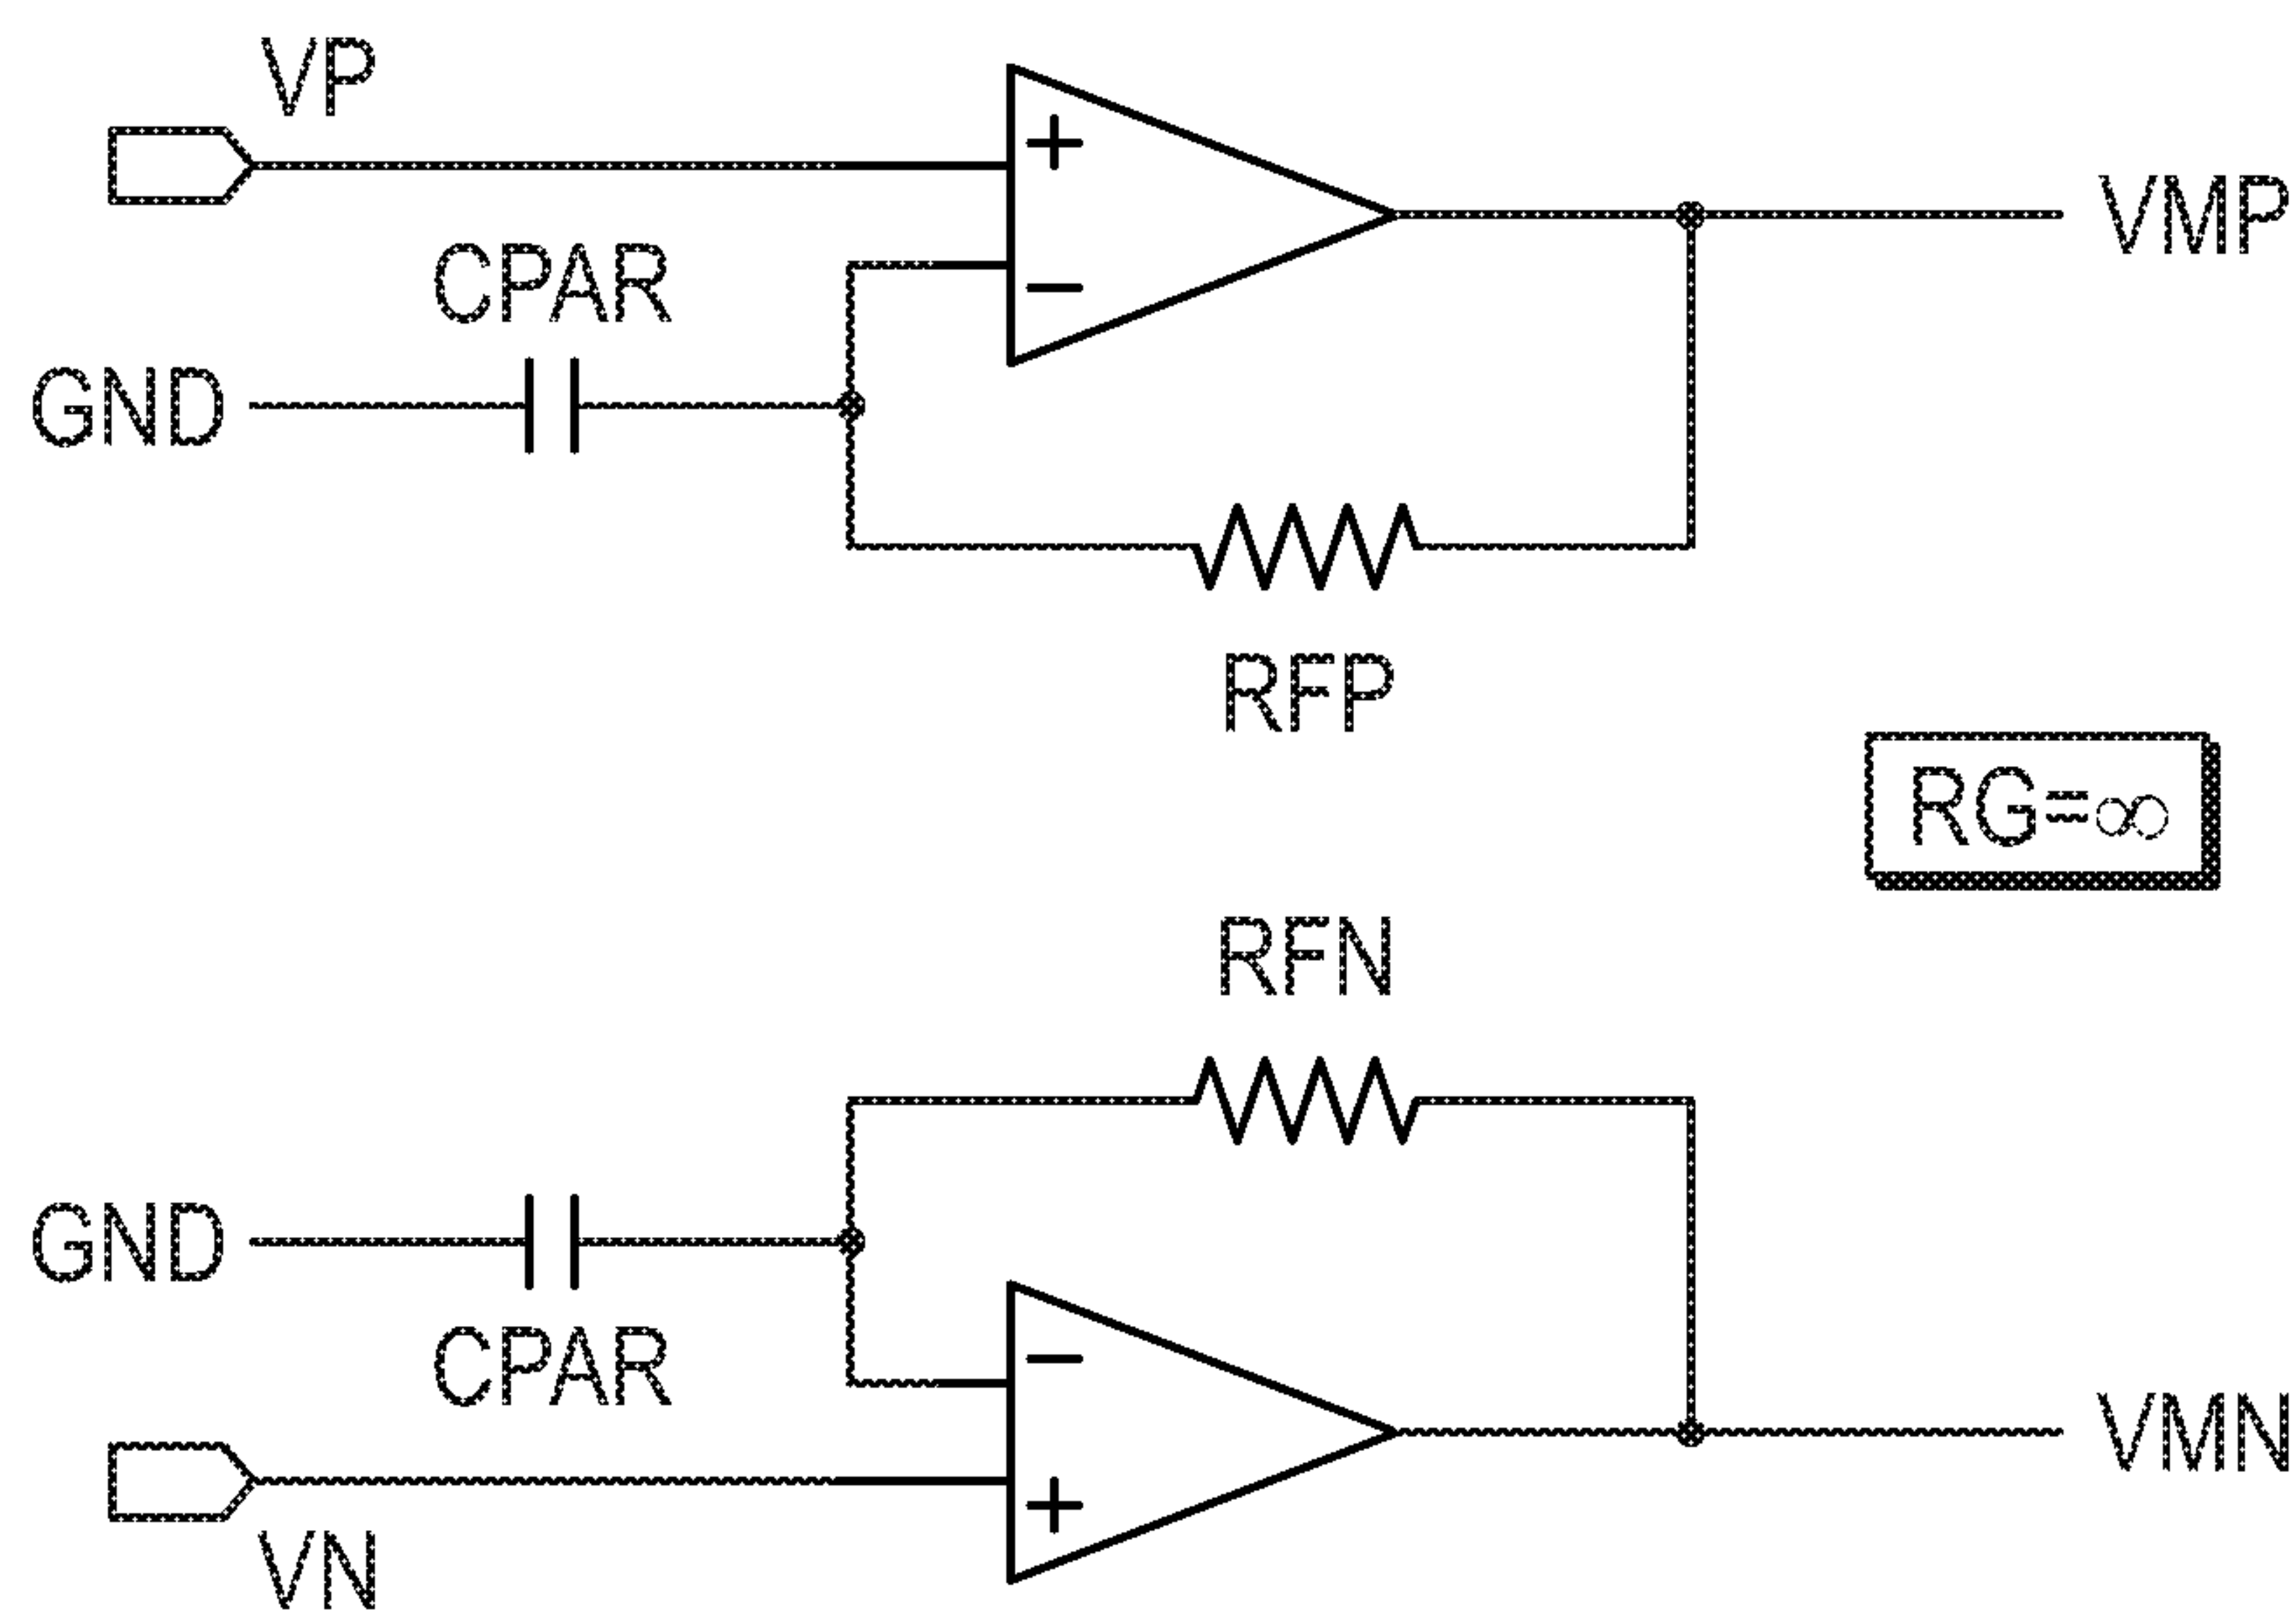 VP
+
VMP
CPAR
−
GND
RFP
RG=∞
RFN
GND
CPAR
−
VMN
+
VN